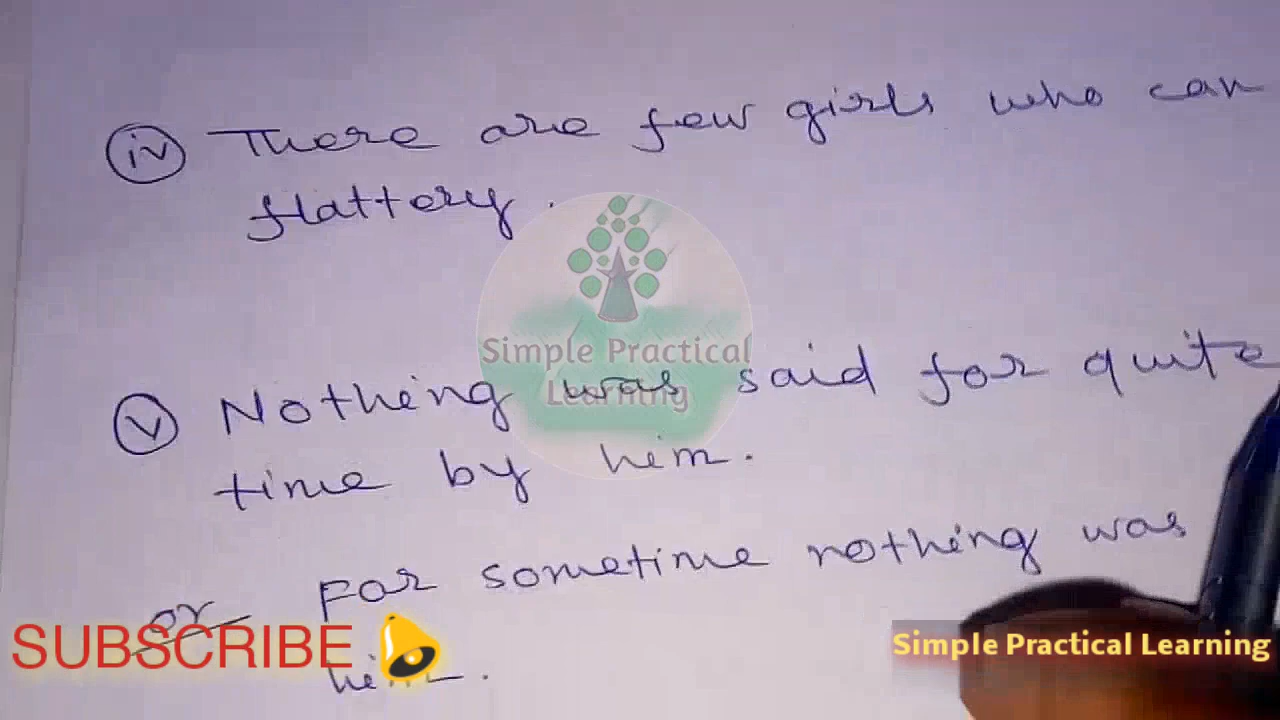 (iv) There are few girls who can
flattery.
Simple Practical
Learning
(v) Nothing was said for quite
time by him.
or For sometime nothing was
him.
SUBSCRIBE
Simple Practical Learning